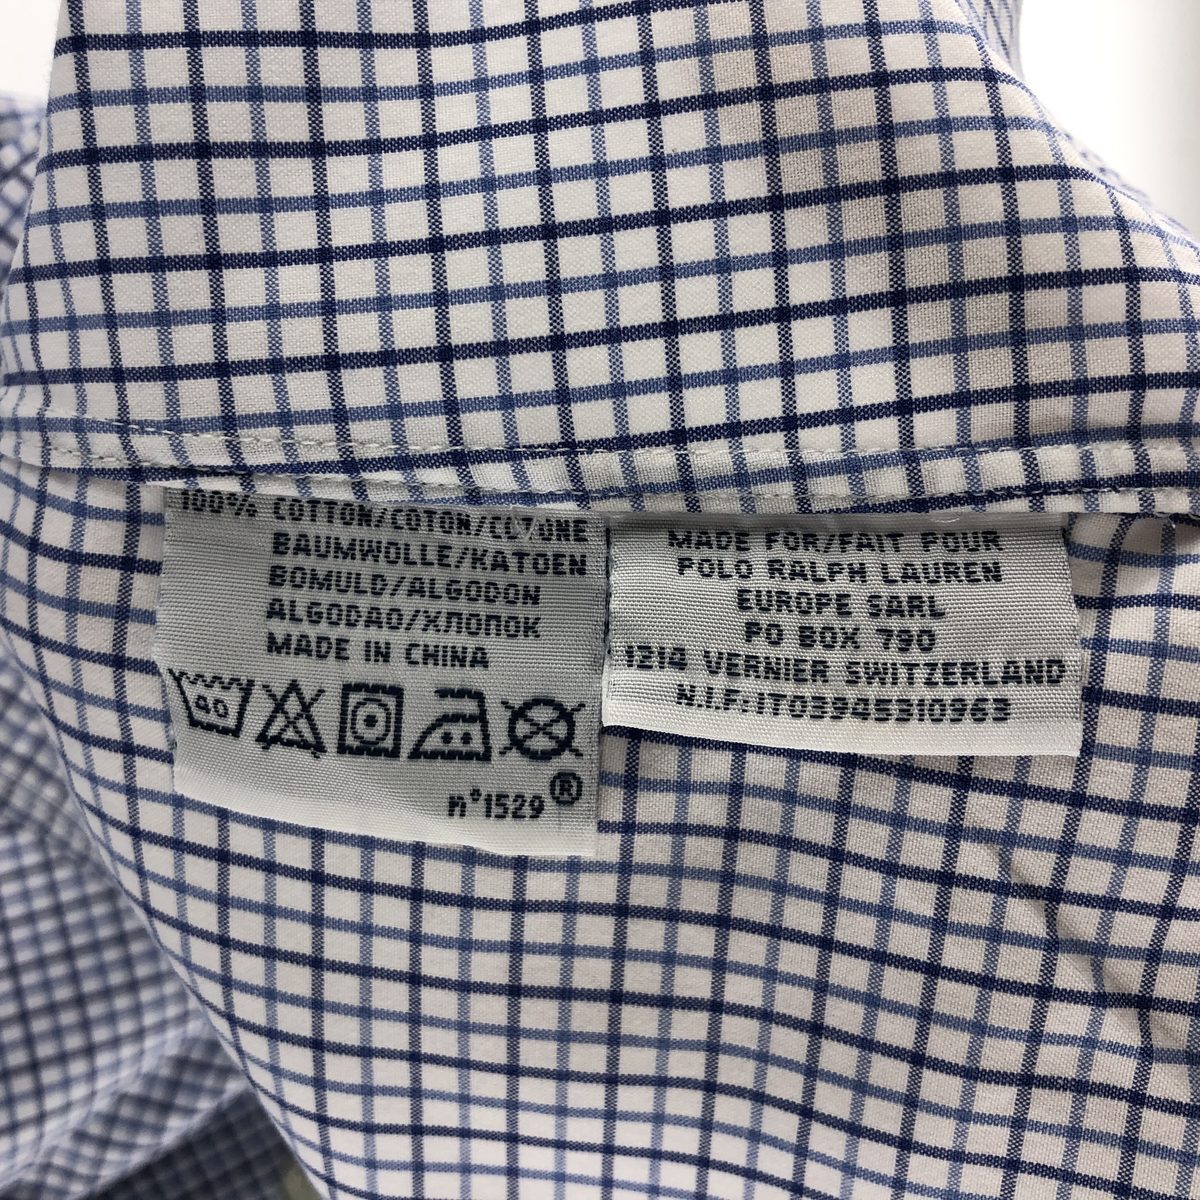 100% COTTON/COTON/COTONE
BAUMWOLLE/KATOEN
BOMULD/ALGODON
ALGODAO/ХЛОПОК
MADE IN CHINA
40
n°1529 ®
MADE FOR/FAIT POUR
POLO RALPH LAUREN
EUROPE SARL
PO BOX 790
1214 VERNIER SWITZERLAND
N.I.F:IT03945310963